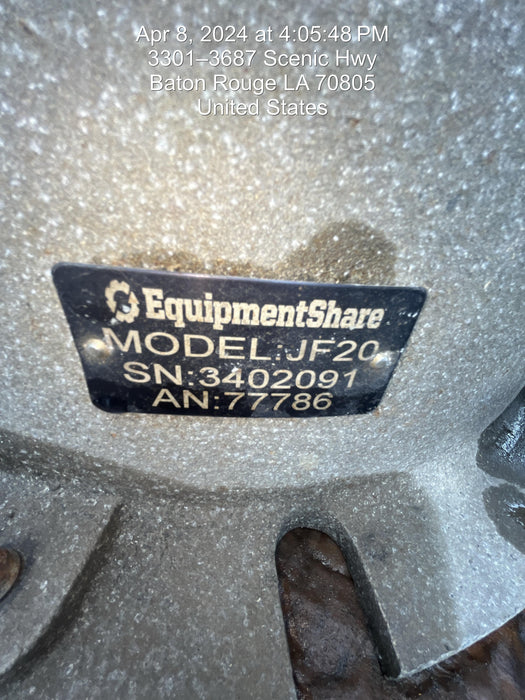 Apr 8, 2024 at 4:05:48 PM
3301–3687 Scenic Hwy
Baton Rouge LA 70805
United States
EquipmentShare
MODEL:JF20
SN:3402091
AN:77786